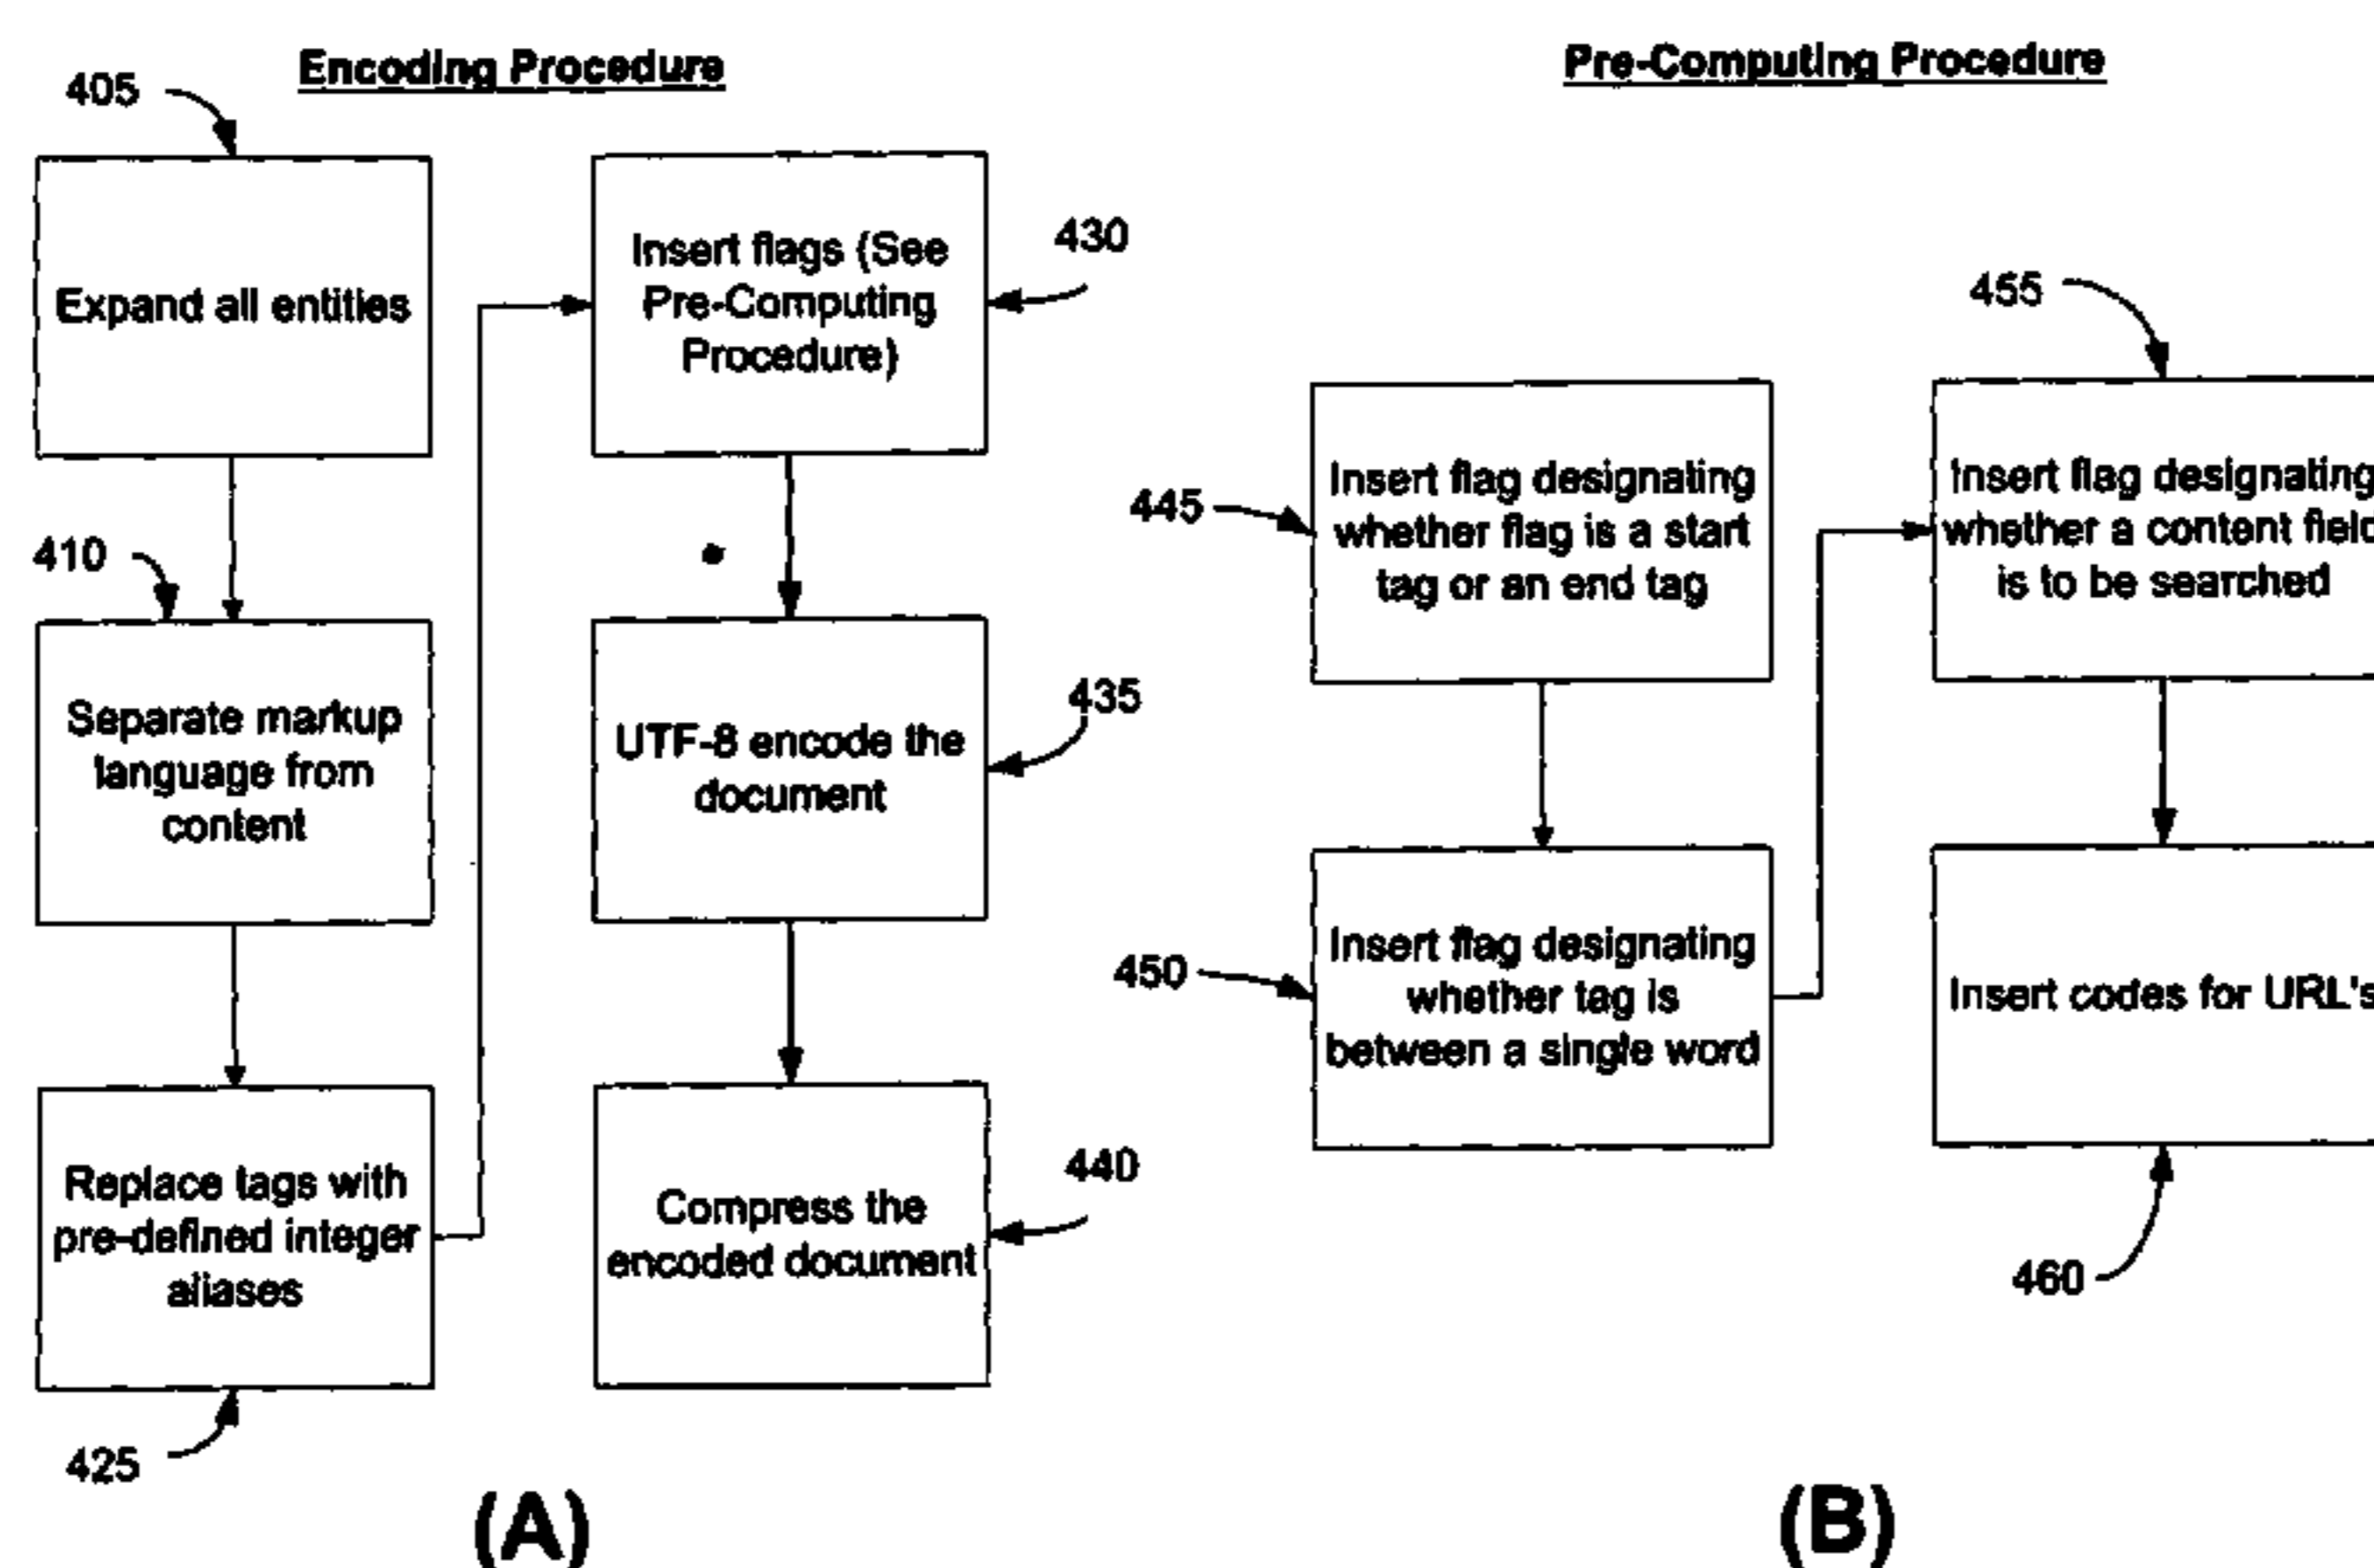 Encoding Procedure
405
Expand all entities
410
Separate markup
language from
content
Replace tags with
pre-defined integer
aliases
425
Insert flags (See
Pre-Computing
Procedure)
430
UTF-8 encode the
document
435
Compress the
encoded document
440
(A)
Pre-Computing Procedure
445
Insert flag designating
whether flag is a start
tag or an end tag
450
Insert flag designating
whether tag is
between a single word
455
Insert flag designating
whether a content field
is to be searched
Insert codes for URL's
460
(B)